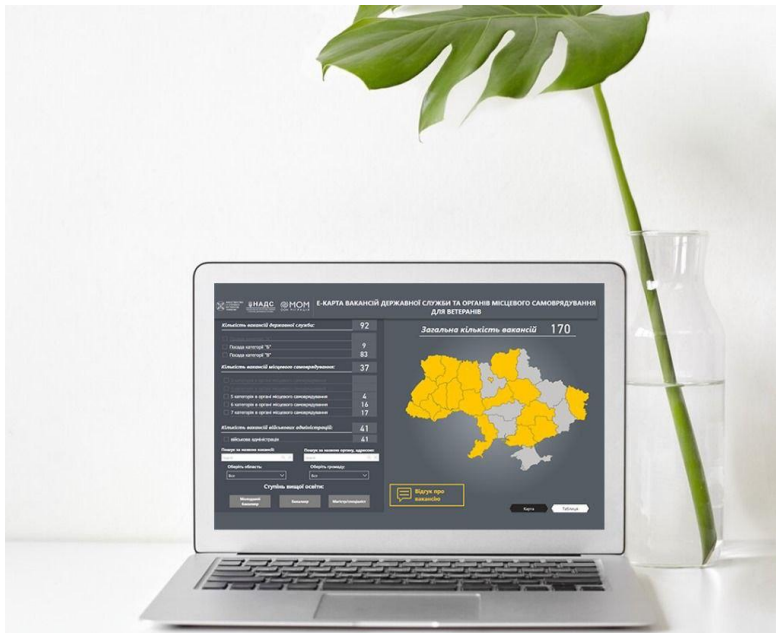 НАДС
МОМ
Е-КАРТА ВАКАНСІЙ ДЕРЖАВНОЇ СЛУЖБИ ТА ОРГАНІВ МІСЦЕВОГО САМОВРЯДУВАННЯ
ДЛЯ ВЕТЕРАНІВ
Кількість вакансій державної служби: 92
Посада категорії "Б" 9
Посада категорії "В" 83
Кількість вакансій місцевого самоврядування: 37
5 категорія в органі місцевого самоврядування 4
6 категорія в органі місцевого самоврядування 16
7 категорія в органі місцевого самоврядування 17
Кількість вакансій військових адміністрацій: 41
військова адміністрація 41
Пошук за назвою вакансії:
Пошук за назвою органу, адресою:
Оберіть область:
Оберіть громаду:
Все
Все
Ступінь вищої освіти:
Молодший бакалавр
Бакалавр
Магістр/спеціаліст
Загальна кількість вакансій 170
Відгук про
вакансію
Карта
Таблиця